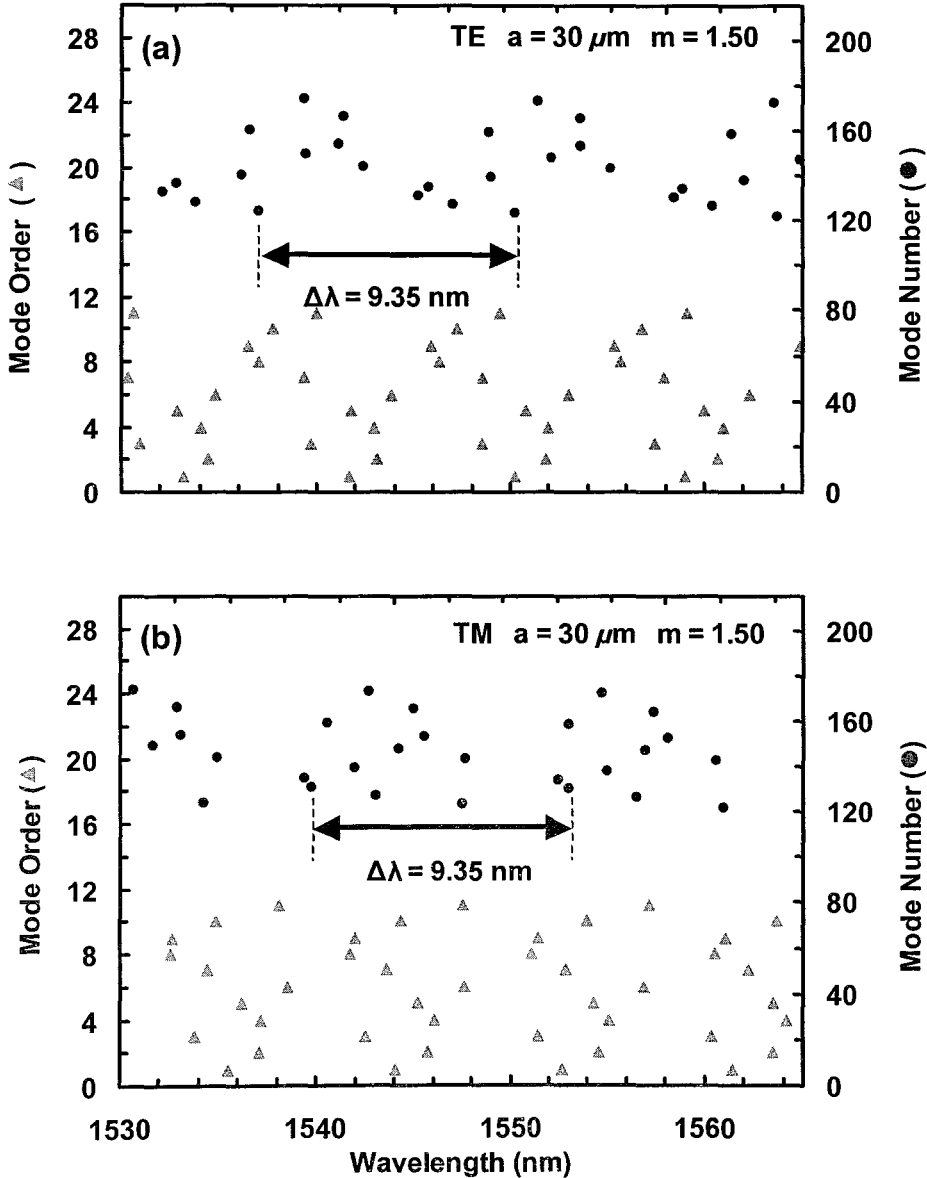 (a) TE a = 30 μm m = 1.50
28
24
20
16
12
8
4
0
Mode Order (△)
200
160
120
80
40
0
Mode Number (●)
Δλ = 9.35 nm
(b) TM a = 30 μm m = 1.50
28
24
20
16
12
8
4
0
Mode Order (△)
200
160
120
80
40
0
Mode Number (●)
Δλ = 9.35 nm
1530 1540 1550 1560
Wavelength (nm)